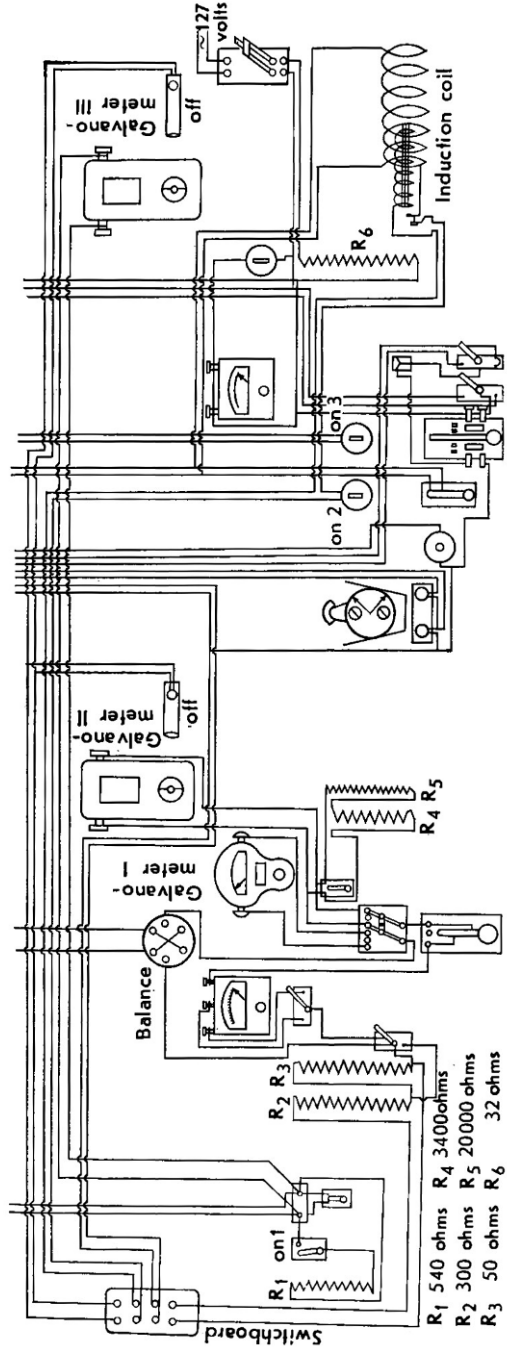 Switchboard
R1
on 1
R2
R3
R1 540 ohms
R2 300 ohms
R3 50 ohms
R4 3400 ohms
R5 20000 ohms
R6 32 ohms
Balance
Galvano-
meter I
R4
R5
Galvano-
meter II
off
on 2
on 3
R6
Galvano-
meter III
off
~127
volts
Induction coil